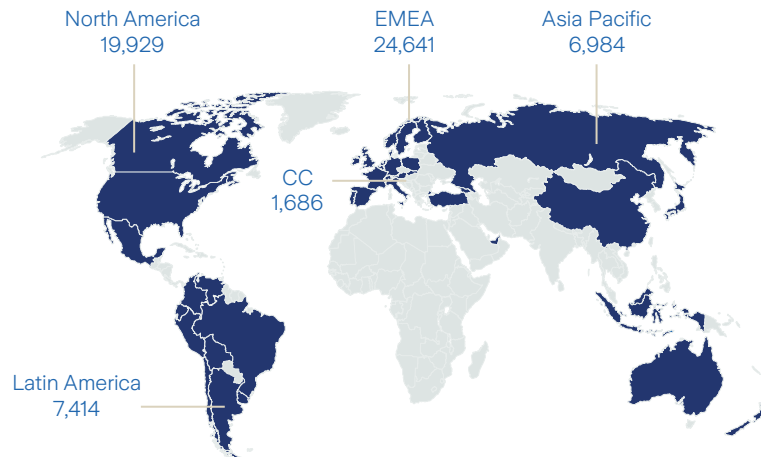 North America
19,929
EMEA
24,641
Asia Pacific
6,984
CC
1,686
Latin America
7,414